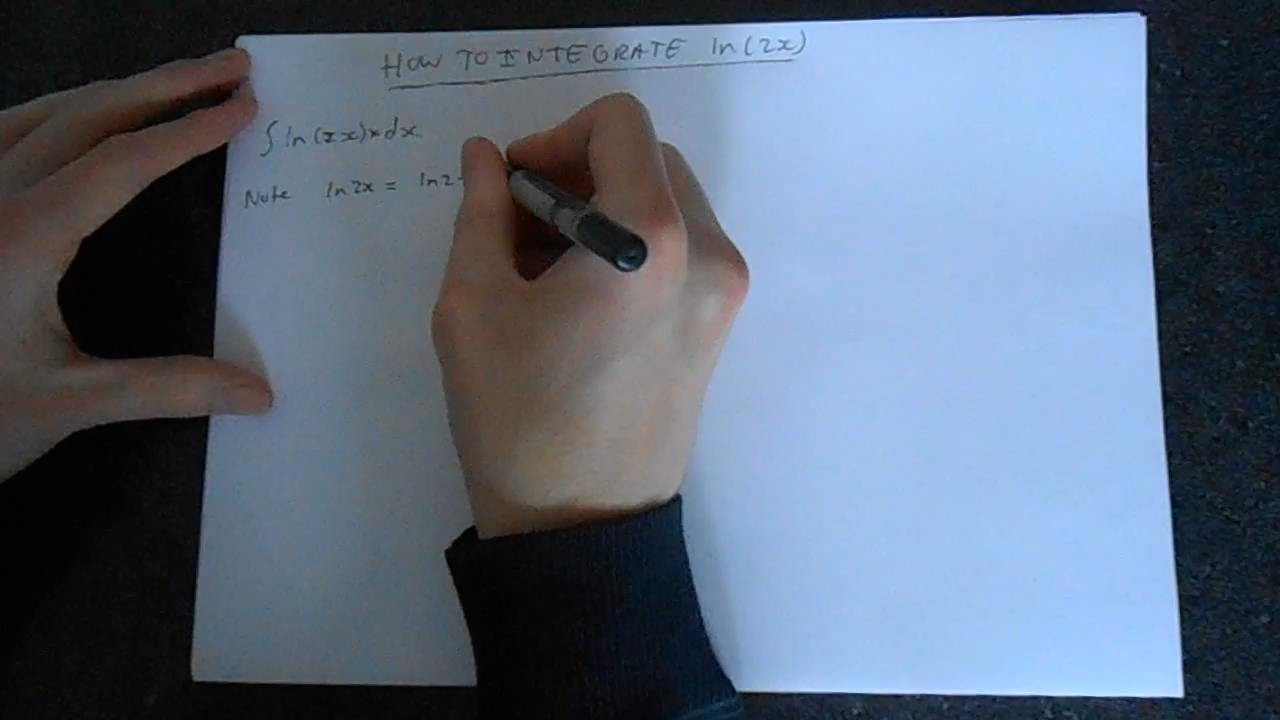 HOW TO INTEGRATE ln(2x)
∫ ln(2x)×dx
Note ln2x = ln2